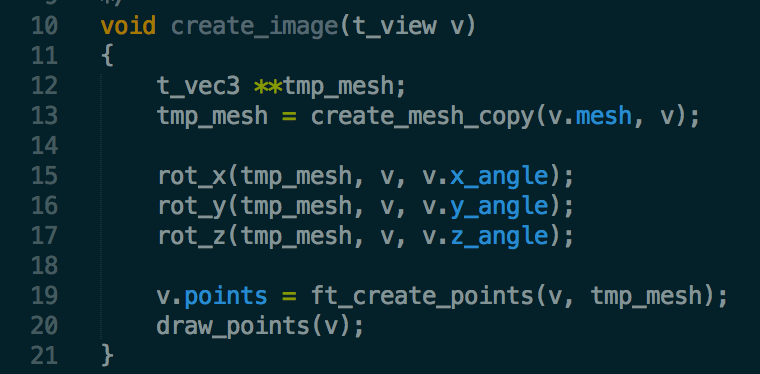 9 */
10 void create_image(t_view v)
11 {
12 t_vec3 **tmp_mesh;
13 tmp_mesh = create_mesh_copy(v.mesh, v);
14
15 rot_x(tmp_mesh, v, v.x_angle);
16 rot_y(tmp_mesh, v, v.y_angle);
17 rot_z(tmp_mesh, v, v.z_angle);
18
19 v.points = ft_create_points(v, tmp_mesh);
20 draw_points(v);
21 }